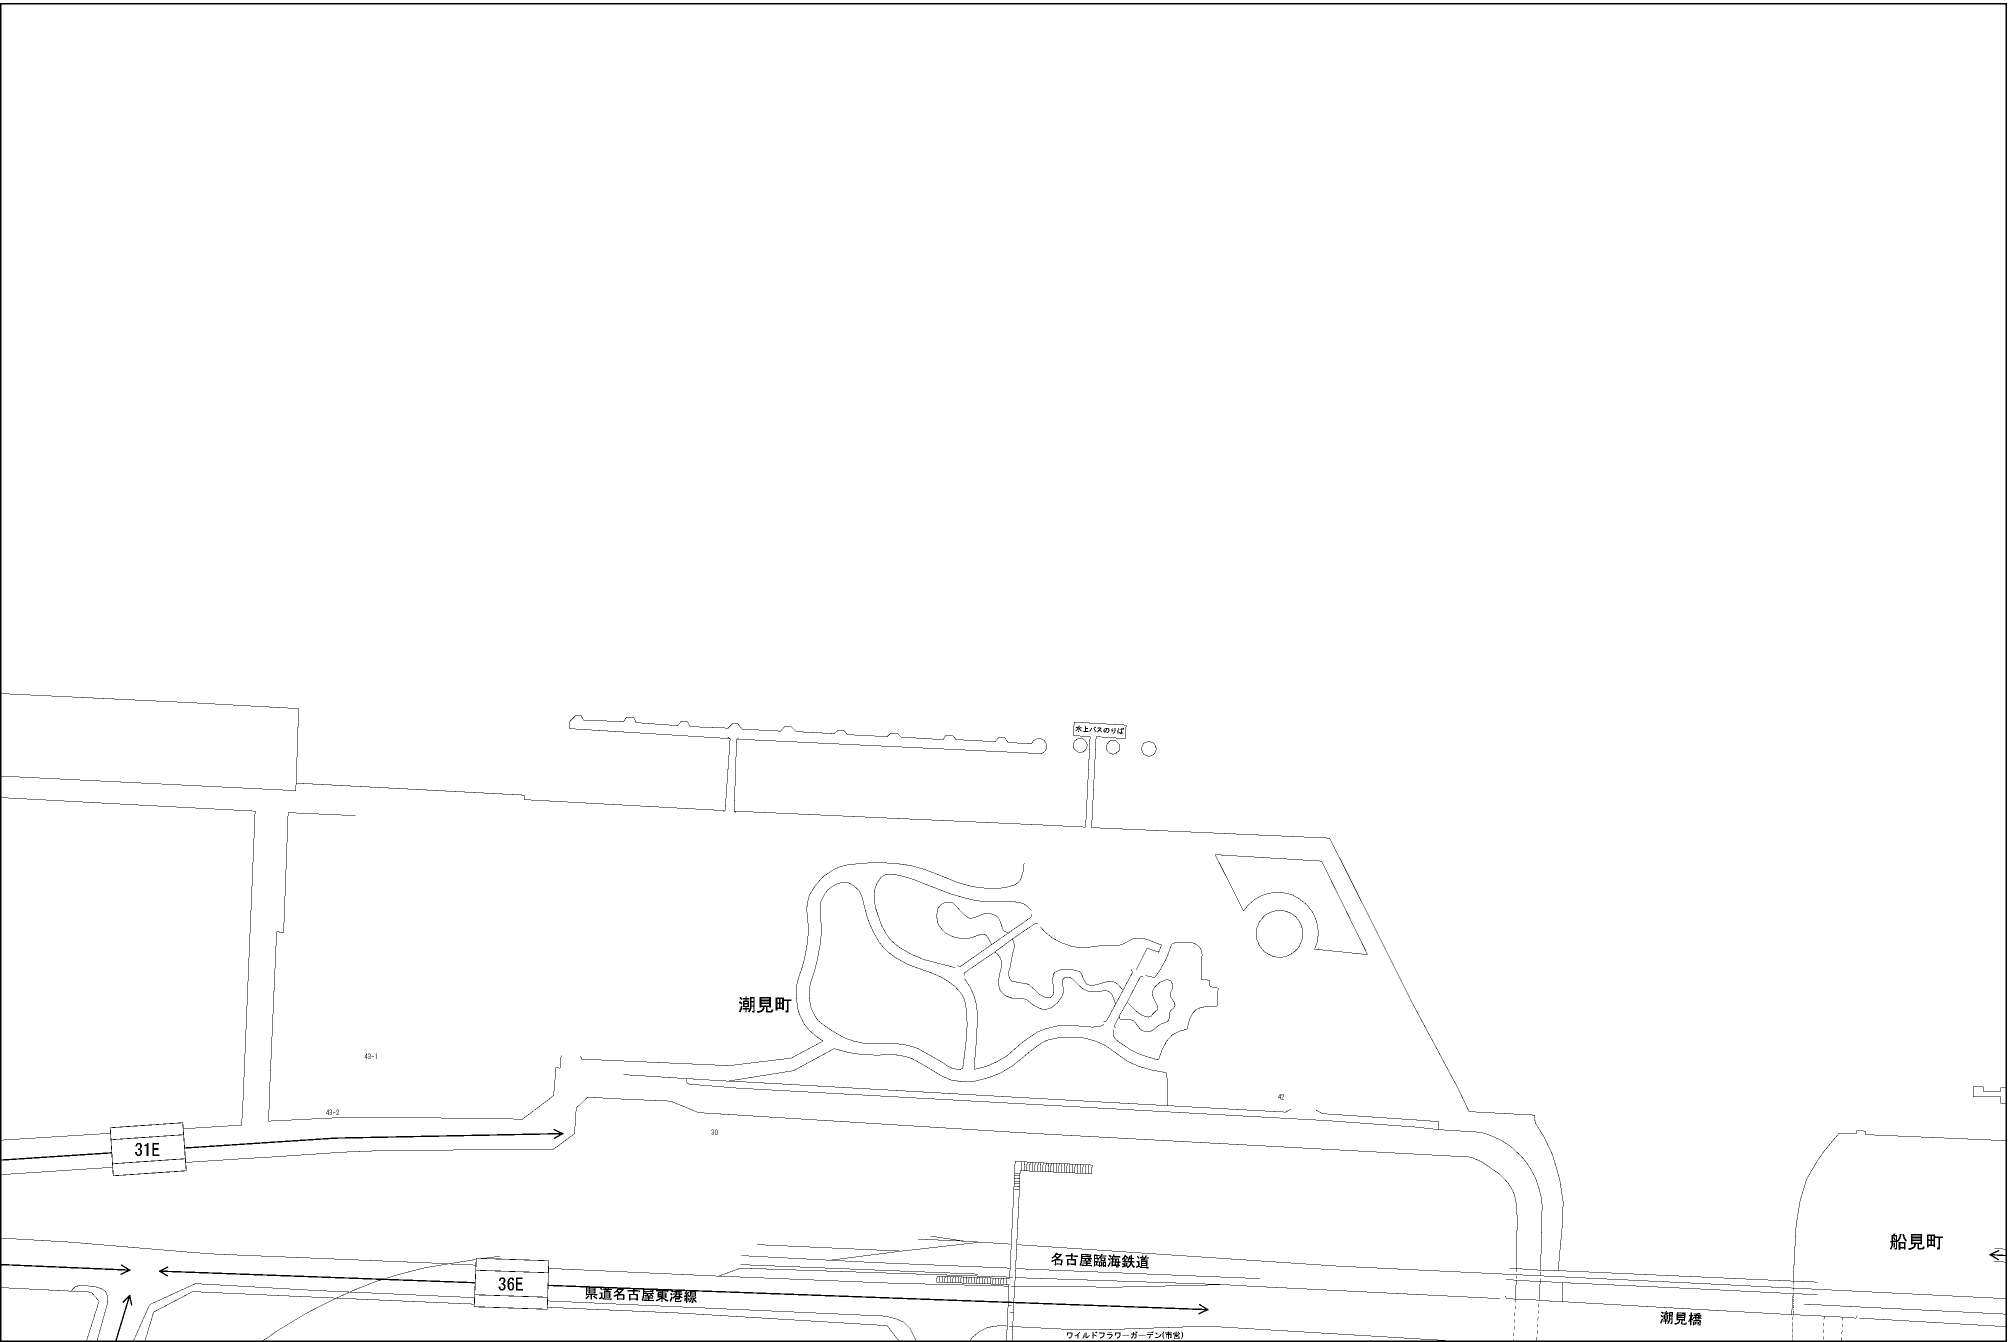 水上バスのりば
潮見町
43-1
43-2
42
30
31E
名古屋臨海鉄道
船見町
36E
県道名古屋東港線
潮見橋
ワイルドフラワーガーデン(市営)